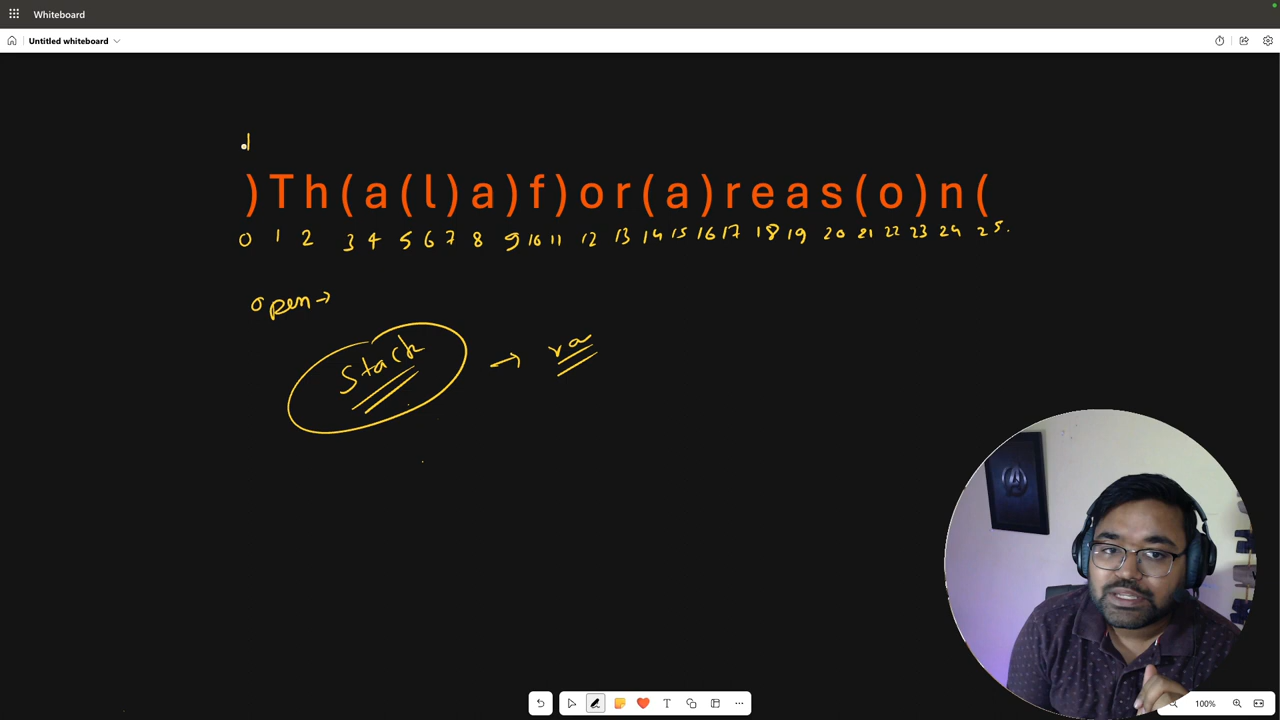 Whiteboard
Untitled whiteboard
)Th(a(l)a)f)or(a)reas(o)n(
0 1 2 3 4 5 6 7 8 9 10 11 12 13 14 15 16 17 18 19 20 21 22 23 24 25.
open →
Stack →
T
100%